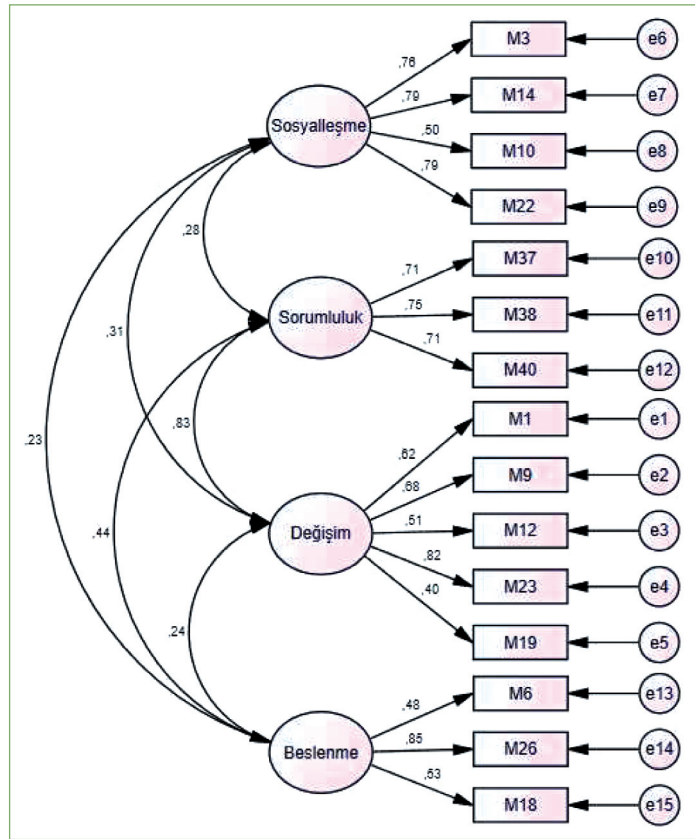 M3
e6
,76
Sosyalleşme
,79
M14
e7
,50
M10
e8
,79
M22
e9
,28
,71
M37
e10
Sorumluluk
,75
M38
e11
,31
,71
M40
e12
,83
,62
M1
e1
,23
,68
M9
e2
,44
Değişim
,51
M12
e3
,82
M23
e4
,24
,40
M19
e5
,48
M6
e13
Beslenme
,85
M26
e14
,53
M18
e15